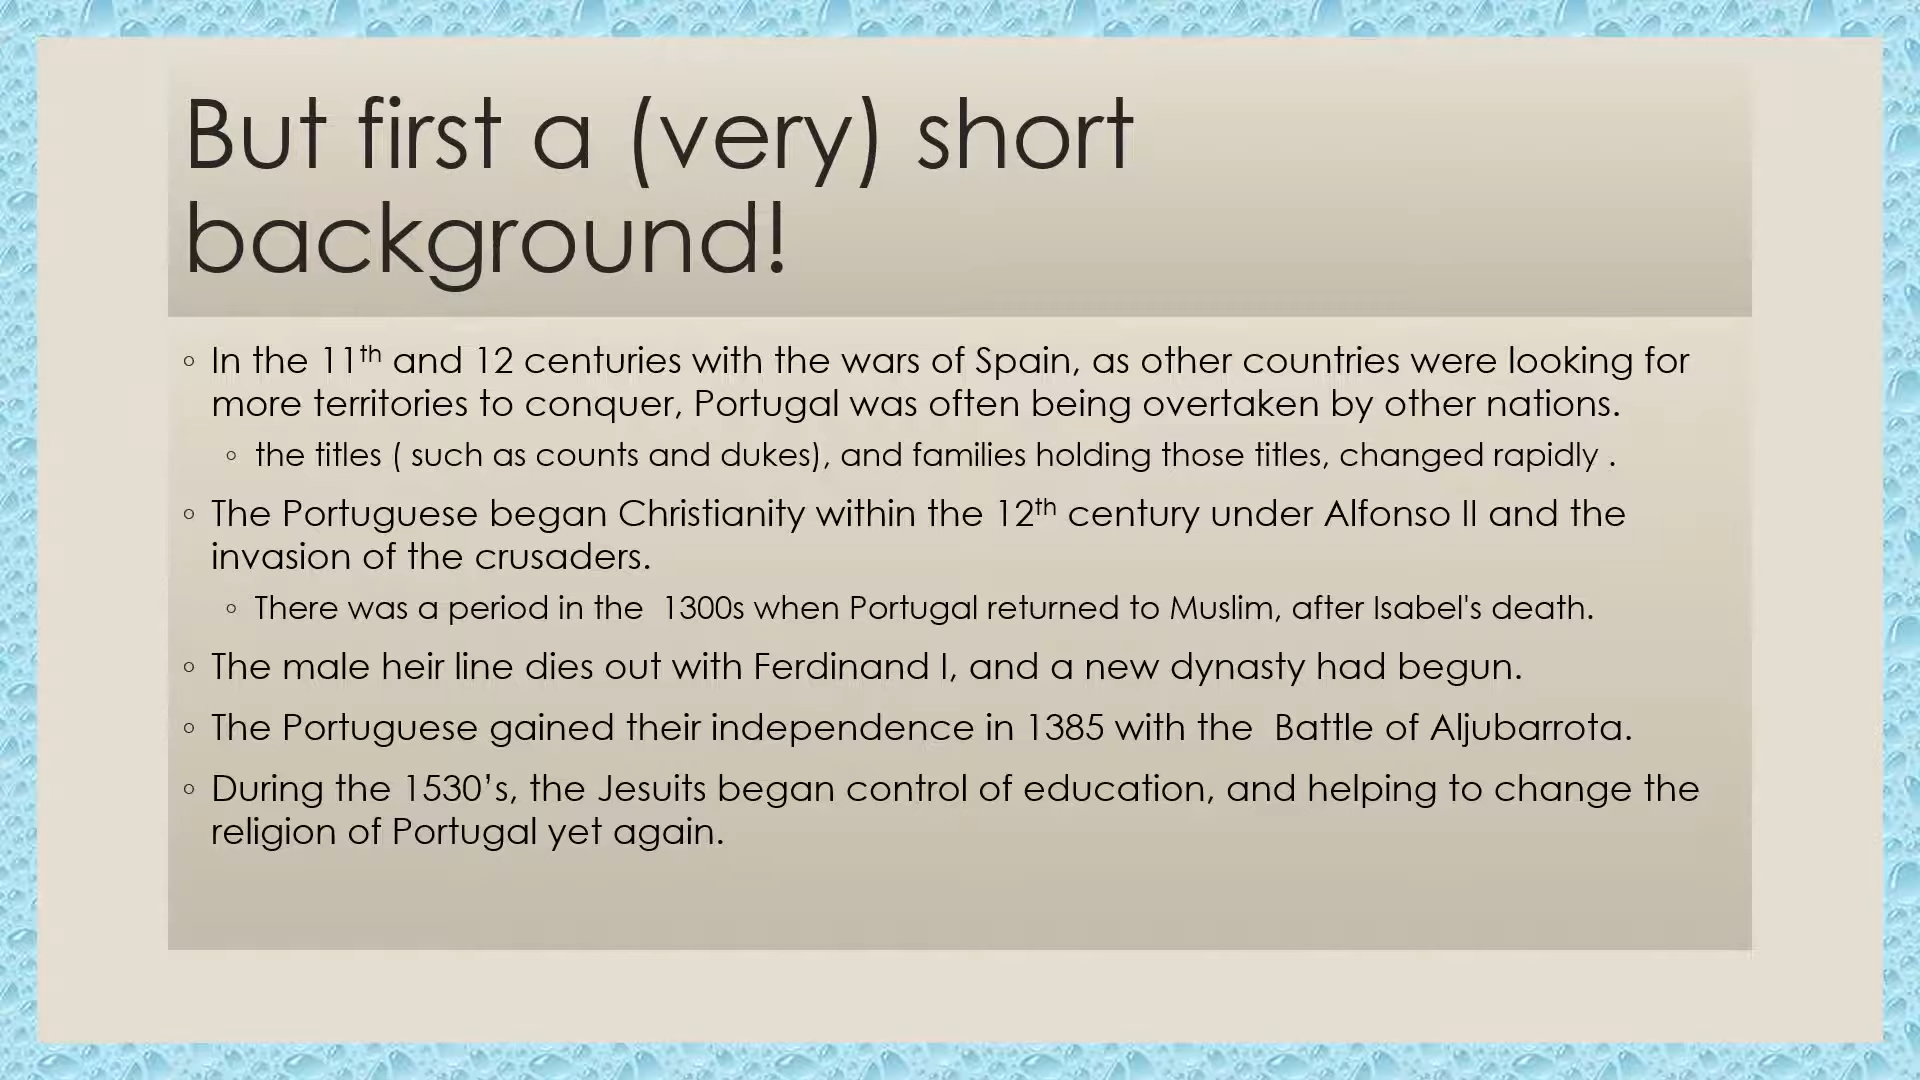 But first a (very) short
background!
◦ In the 11th and 12 centuries with the wars of Spain, as other countries were looking for
more territories to conquer, Portugal was often being overtaken by other nations.
◦ the titles ( such as counts and dukes), and families holding those titles, changed rapidly .
◦ The Portuguese began Christianity within the 12th century under Alfonso II and the
invasion of the crusaders.
◦ There was a period in the  1300s when Portugal returned to Muslim, after Isabel's death.
◦ The male heir line dies out with Ferdinand I, and a new dynasty had begun.
◦ The Portuguese gained their independence in 1385 with the  Battle of Aljubarrota.
◦ During the 1530’s, the Jesuits began control of education, and helping to change the
religion of Portugal yet again.